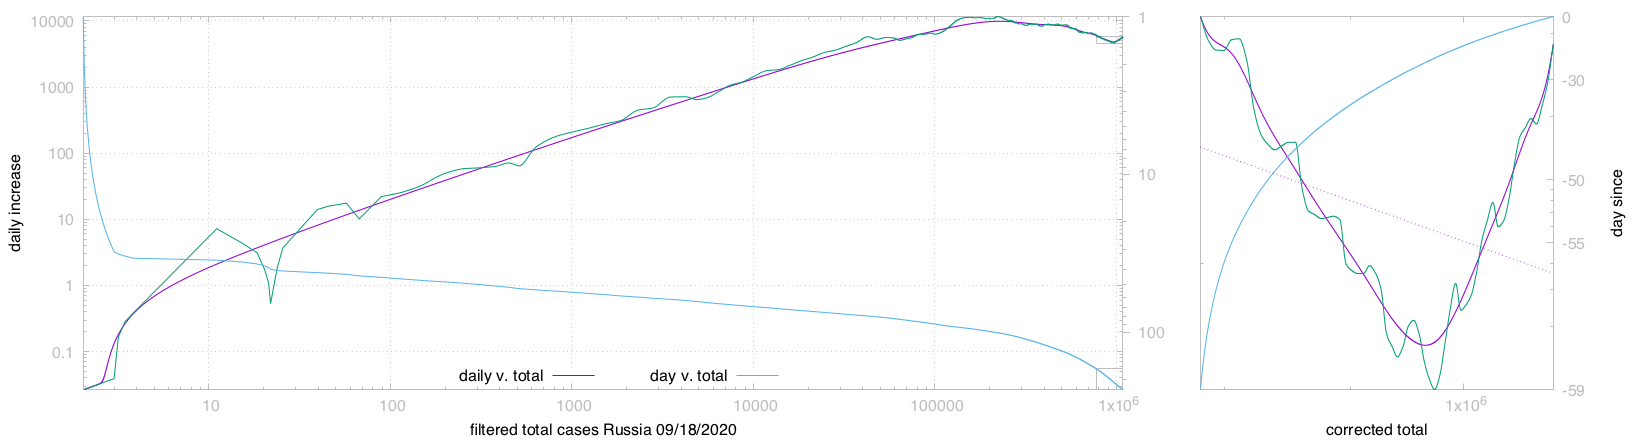 10000
1000
100
10
1
0.1
daily increase
10
100
1000
10000
100000
1x10^6
filtered total cases Russia 09/18/2020
daily v. total
day v. total
1
10
100
0
-30
-50
-55
-59
day since
1x10^6
corrected total